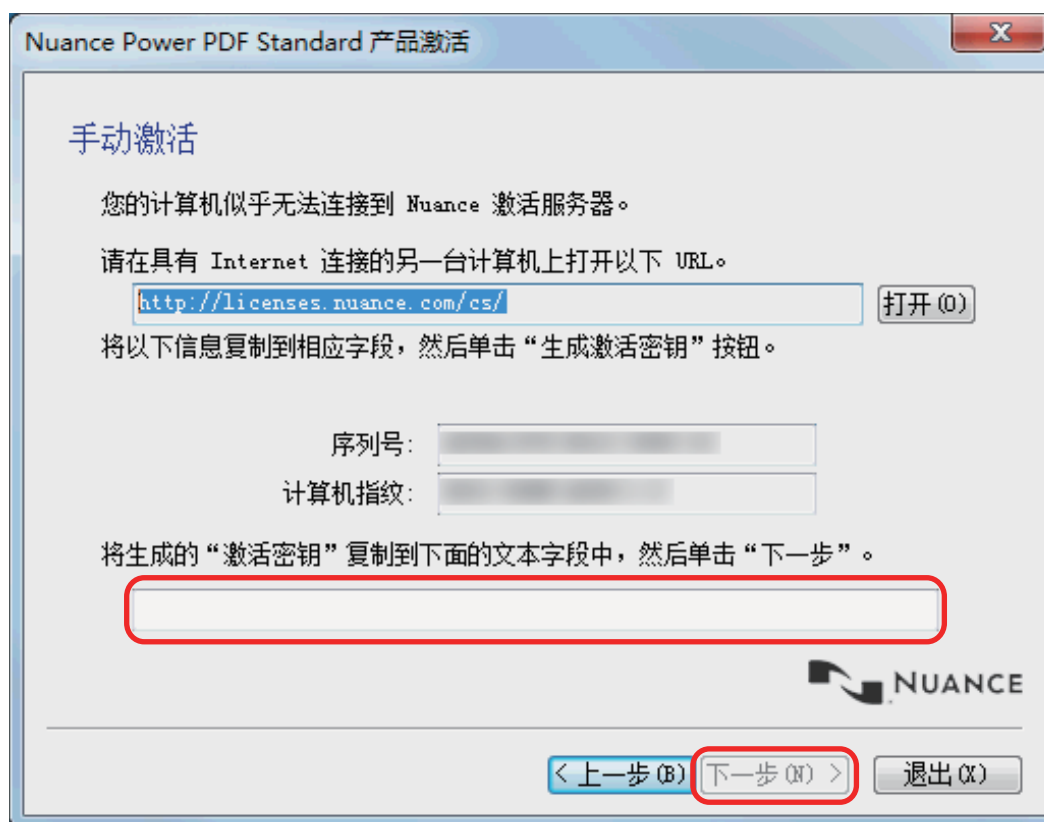 Nuance Power PDF Standard 产品激活
手动激活
您的计算机似乎无法连接到 Nuance 激活服务器。
请在具有 Internet 连接的另一台计算机上打开以下 URL。
http://licenses.nuance.com/cs/
打开(O)
将以下信息复制到相应字段，然后单击“生成激活密钥”按钮。
序列号:
计算机指纹:
将生成的“激活密钥”复制到下面的文本字段中，然后单击“下一步”。
NUANCE
< 上一步(B) 下一步(N) > 退出(X)